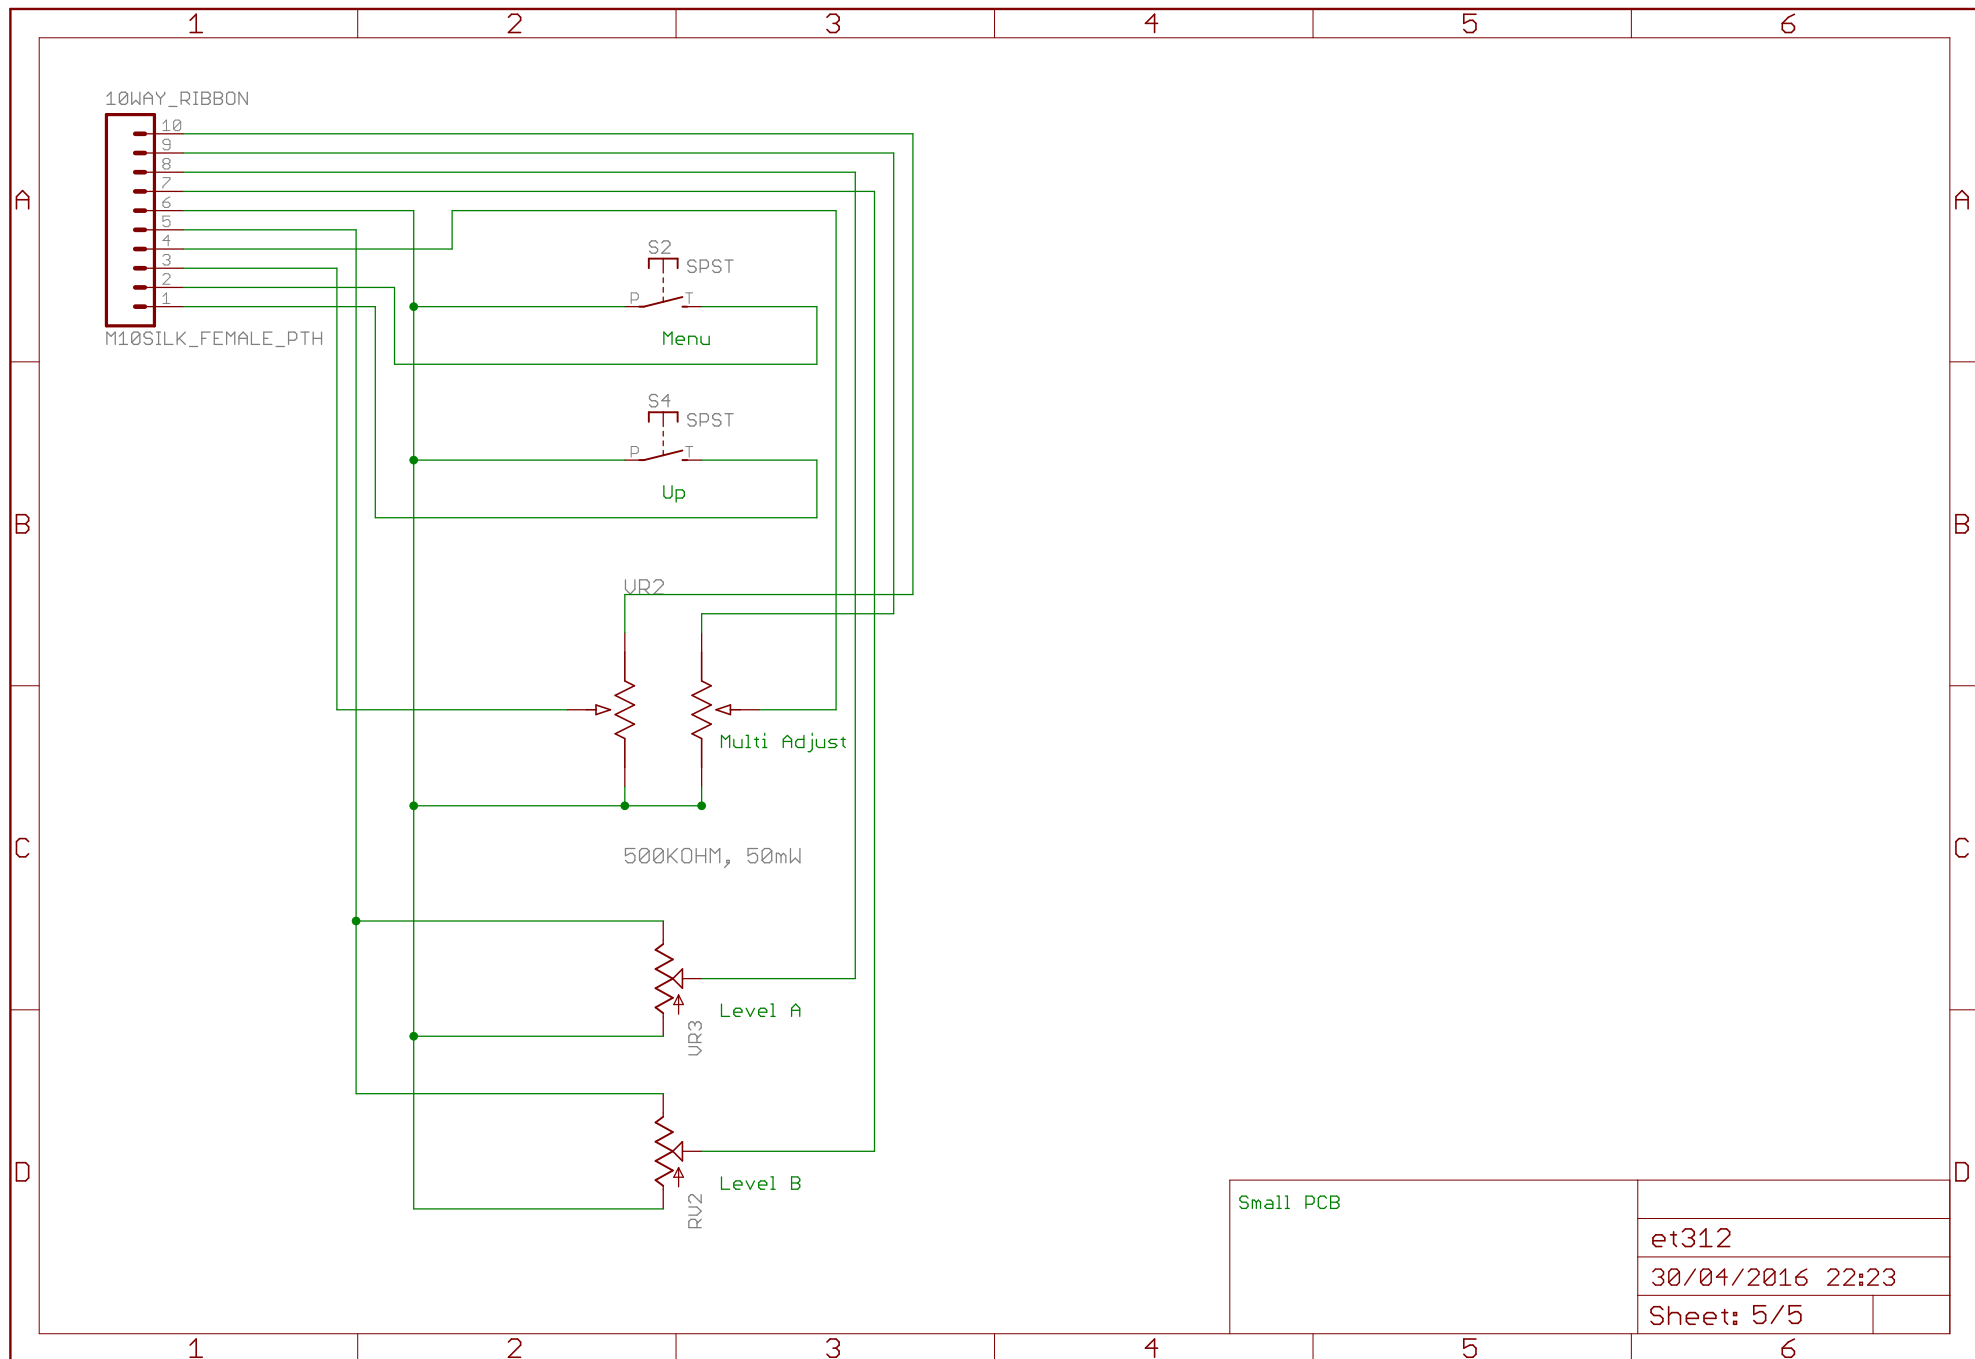 1 2 3 4 5 6
10WAY_RIBBON
10
9
8
7
6
5
4
3
2
1
M10SILK_FEMALE_PTH
A A
S2
SPST
P T
Menu
S4
SPST
P T
Up
B B
VR2
Multi Adjust
C C
500KOHM, 50mW
Level A
VR3
Level B
RV2
D D
Small PCB
et312
30/04/2016 22:23
Sheet: 5/5
1 2 3 4 5 6